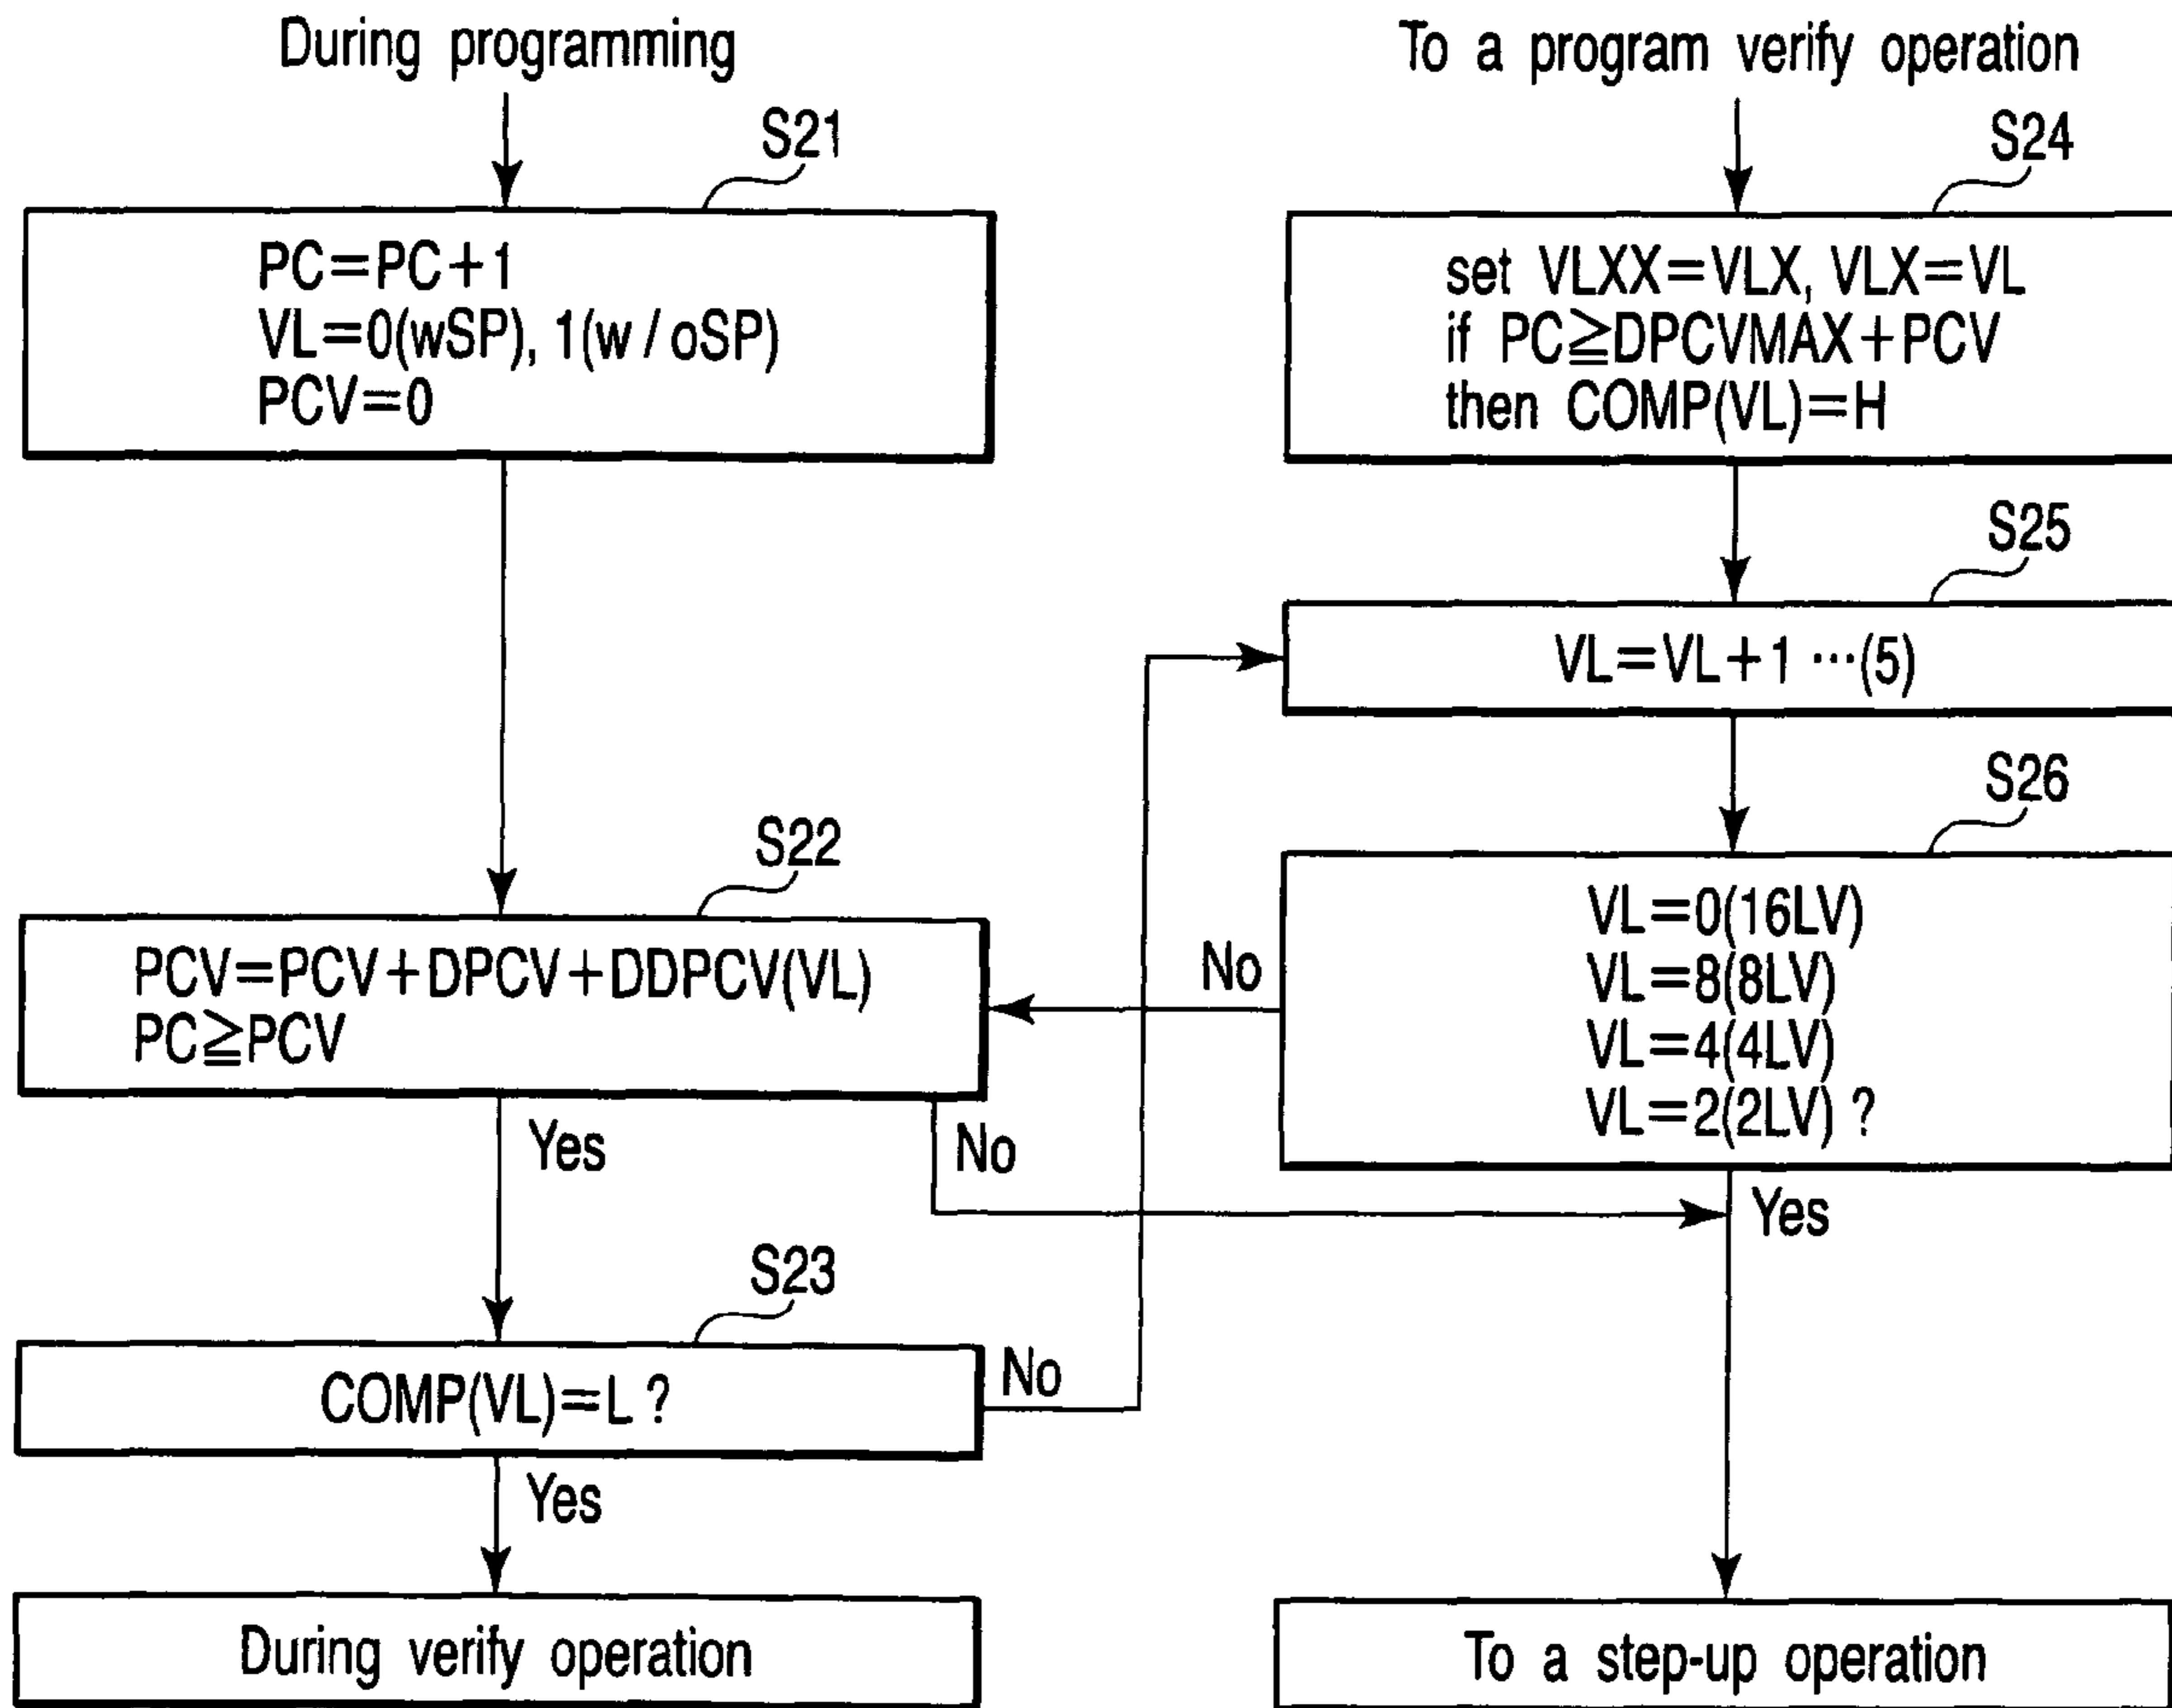 During programming
S21
PC=PC+1
VL=0(wSP), 1(w/oSP)
PCV=0
S22
PCV=PCV+DPCV+DDPCV(VL)
PC≧PCV
Yes
No
S23
COMP(VL)=L ?
No
Yes
During verify operation
To a program verify operation
S24
set VLXX=VLX, VLX=VL
if PC≧DPCVMAX+PCV
then COMP(VL)=H
S25
VL=VL+1 ···(5)
S26
VL=0(16LV)
VL=8(8LV)
VL=4(4LV)
VL=2(2LV) ?
No
Yes
To a step-up operation